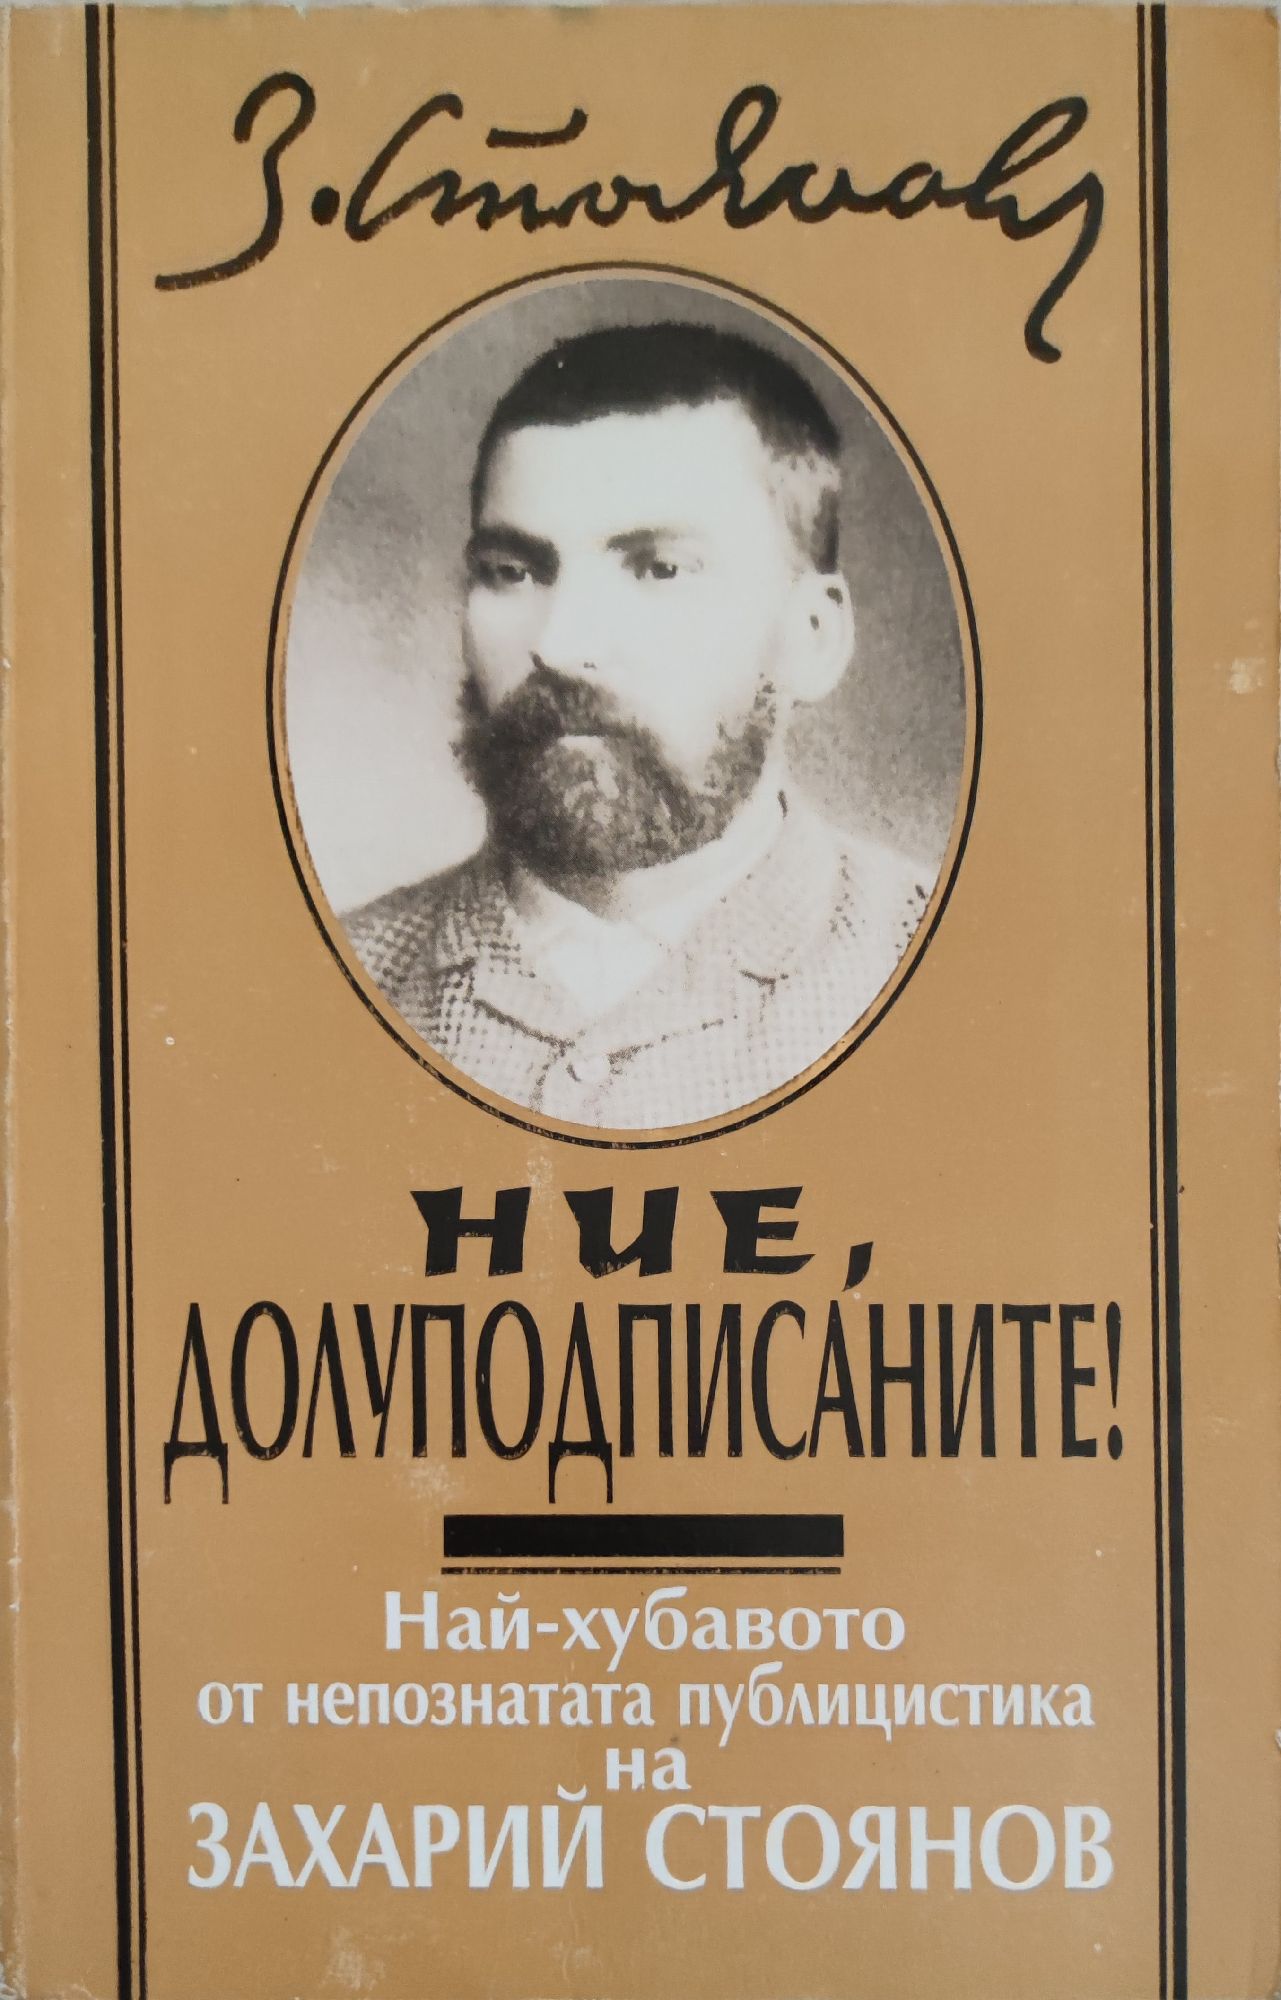 З. Стоянов
НИЕ,
ДОЛУПОДПИСАНИТЕ!
Най-хубавото
от непознатата публицистика
на
ЗАХАРИЙ СТОЯНОВ